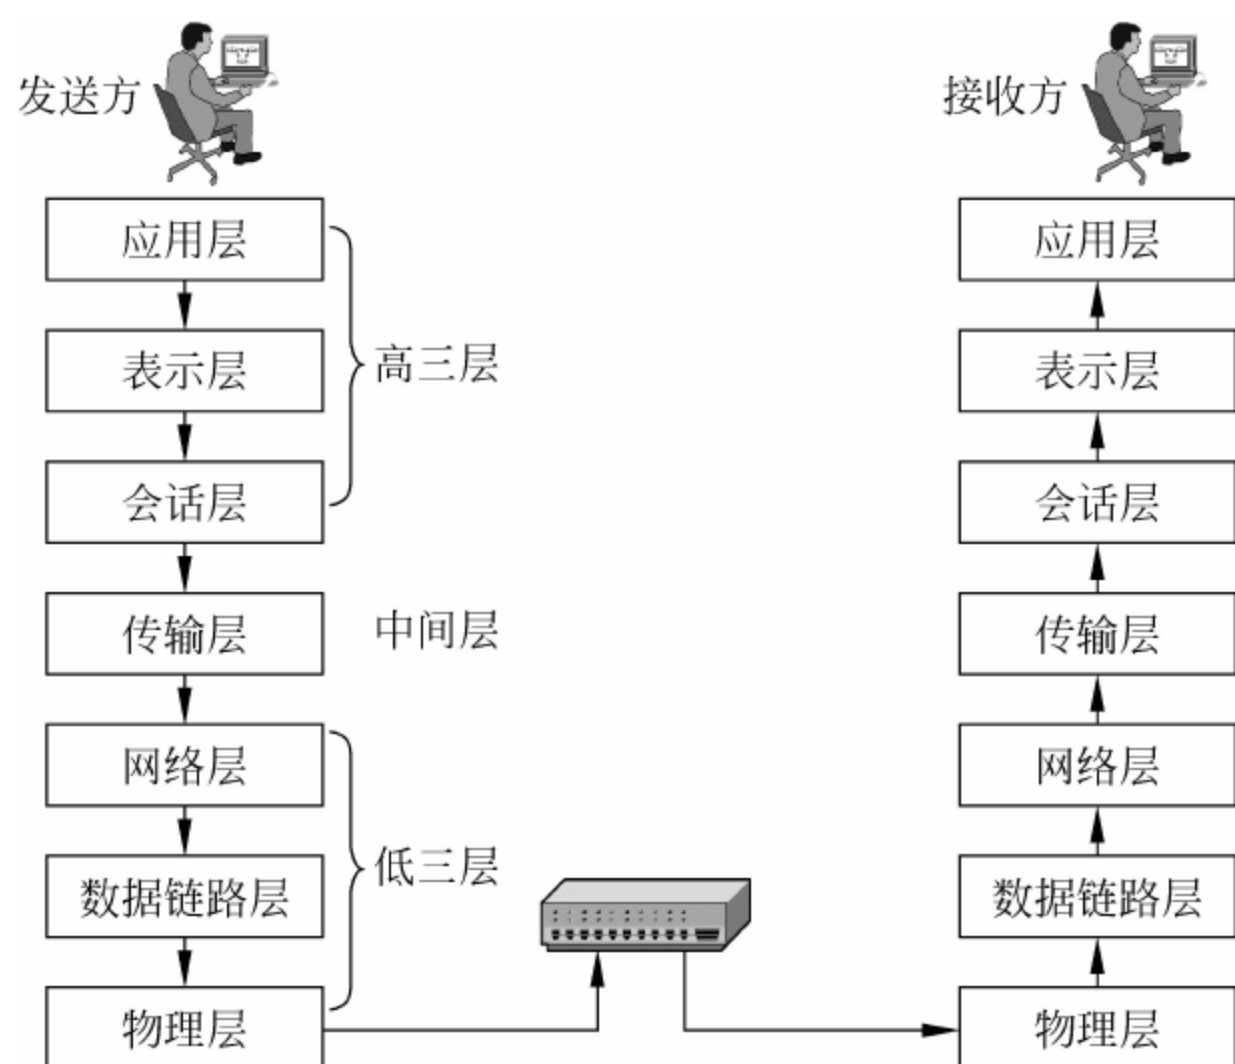 发送方
接收方
应用层
应用层
表示层
高三层
表示层
会话层
会话层
传输层
中间层
传输层
网络层
网络层
数据链路层
低三层
数据链路层
物理层
物理层